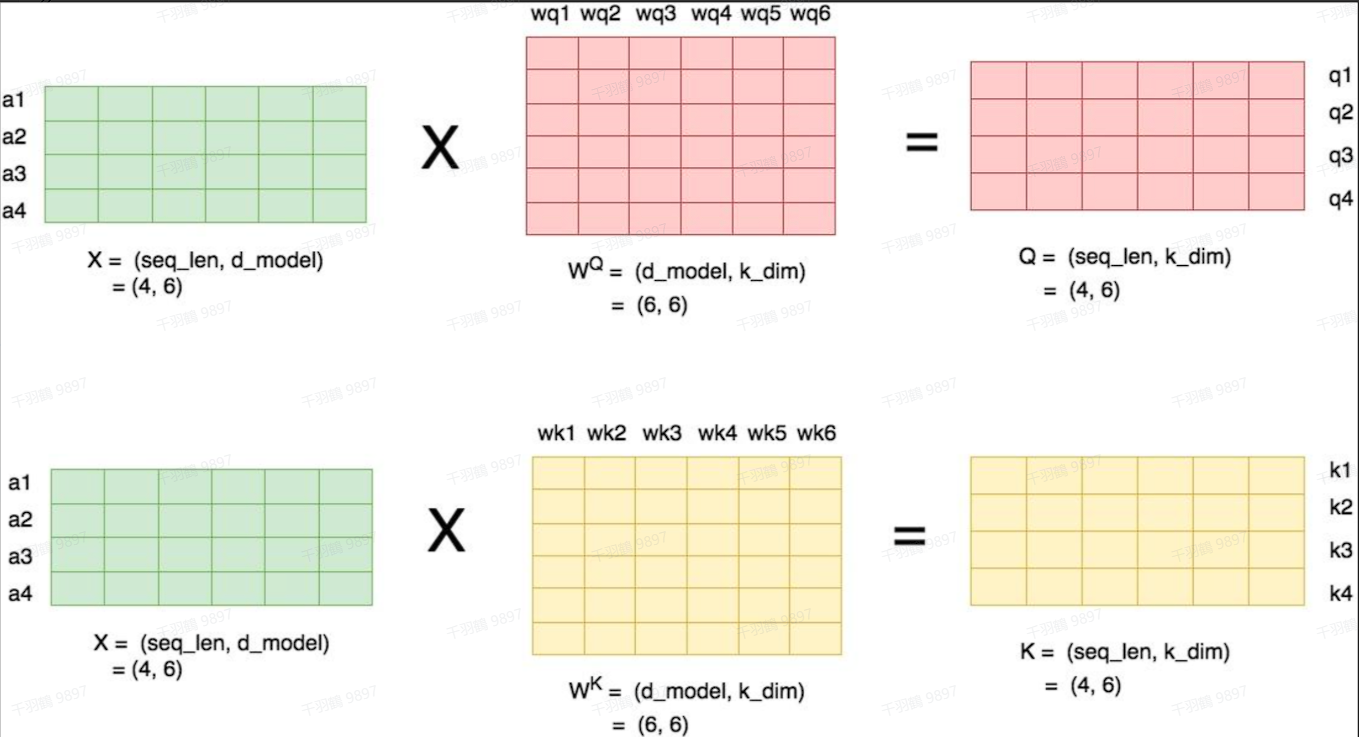 wq1 wq2 wq3 wq4 wq5 wq6
a1
a2
a3
a4
X
=
q1
q2
q3
q4
X = (seq_len, d_model)
= (4, 6)
WQ = (d_model, k_dim)
= (6, 6)
Q = (seq_len, k_dim)
= (4, 6)
wk1 wk2 wk3 wk4 wk5 wk6
a1
a2
a3
a4
X
=
k1
k2
k3
k4
X = (seq_len, d_model)
= (4, 6)
WK = (d_model, k_dim)
= (6, 6)
K = (seq_len, k_dim)
= (4, 6)
千羽鹤 9897